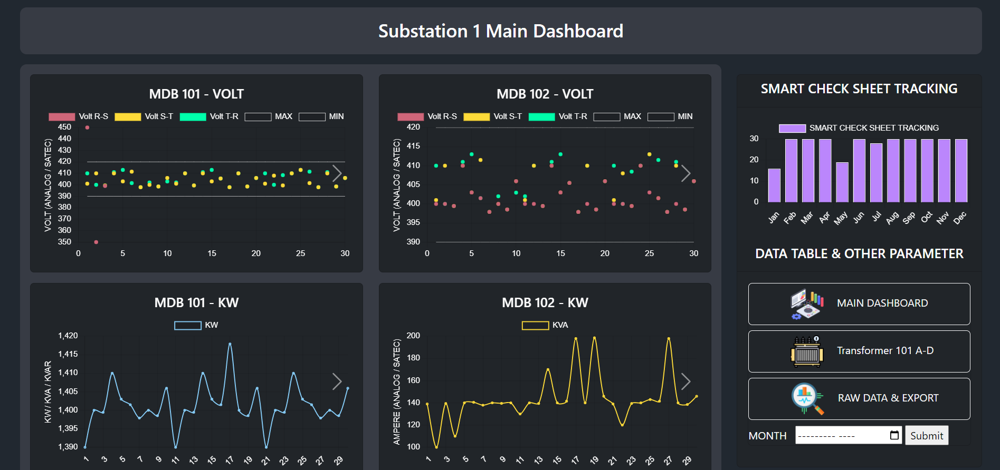 Substation 1 Main Dashboard
MDB 101 - VOLT
Volt R-S Volt S-T Volt T-R MAX MIN
VOLT (ANALOG / SATEC)
450
440
430
420
410
400
390
380
370
360
350
0 5 10 15 20 25 30
MDB 102 - VOLT
Volt R-S Volt S-T Volt T-R MAX MIN
VOLT (ANALOG / SATEC)
420
415
410
405
400
395
390
0 5 10 15 20 25 30
MDB 101 - KW
KW
KW / KVA / KVAR
1,420
1,415
1,410
1,405
1,400
1,395
1,390
1 3 5 7 9 11 13 15 17 19 21 23 25 27 29
MDB 102 - KW
KVA
AMPERE (ANALOG / SATEC)
200
180
160
140
120
100
1 3 5 7 9 11 13 15 17 19 21 23 25 27 29
SMART CHECK SHEET TRACKING
SMART CHECK SHEET TRACKING
30
20
10
0
Jan Feb Mar Apr May Jun Jul Aug Sep Oct Nov Dec
DATA TABLE & OTHER PARAMETER
MAIN DASHBOARD
Transformer 101 A-D
RAW DATA & EXPORT
MONTH --------- ---- Submit